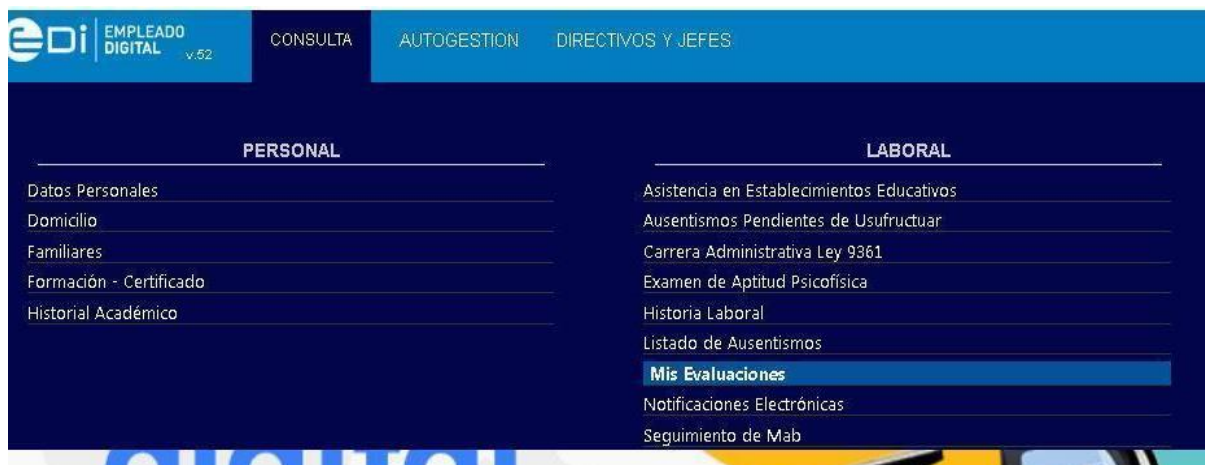 eDi EMPLEADO
DIGITAL v.52
CONSULTA AUTOGESTION DIRECTIVOS Y JEFES
PERSONAL
Datos Personales
Domicilio
Familiares
Formación - Certificado
Historial Académico
LABORAL
Asistencia en Establecimientos Educativos
Ausentismos Pendientes de Usufructuar
Carrera Administrativa Ley 9361
Examen de Aptitud Psicofísica
Historia Laboral
Listado de Ausentismos
Mis Evaluaciones
Notificaciones Electrónicas
Seguimiento de Mab
digital